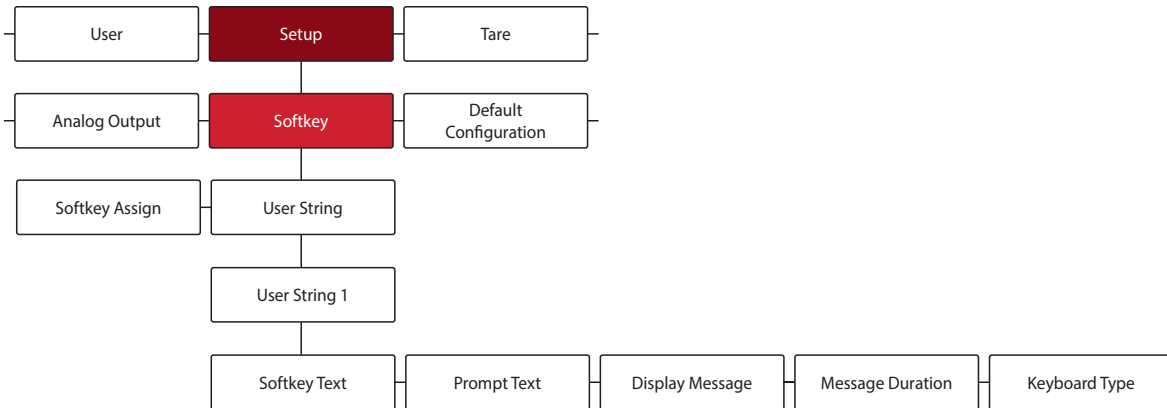 User
Setup
Tare
Analog Output
Softkey
Default
Configuration
Softkey Assign
User String
User String 1
Softkey Text
Prompt Text
Display Message
Message Duration
Keyboard Type